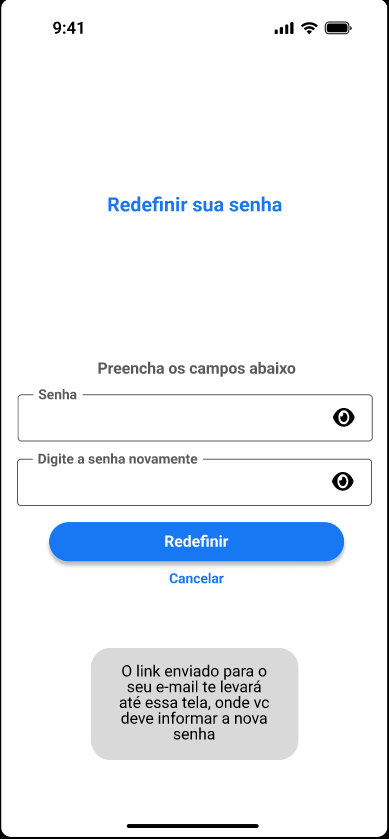 9:41
Redefinir sua senha
Preencha os campos abaixo
Senha
Digite a senha novamente
Redefinir
Cancelar
O link enviado para o
seu e-mail te levará
até essa tela, onde vc
deve informar a nova
senha